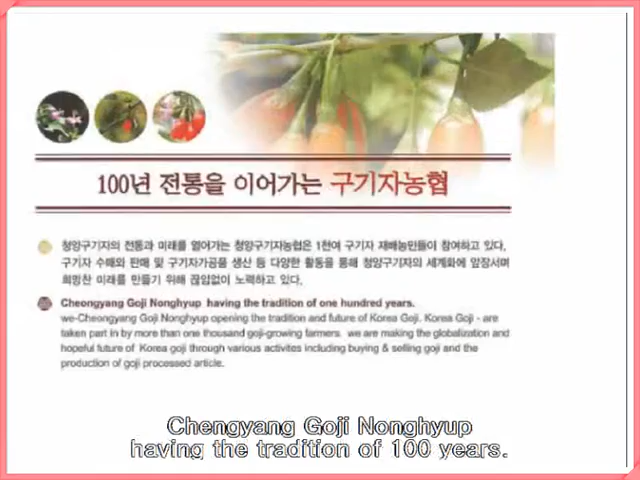 100년 전통을 이어가는 구기자농협
청양구기자의 전통과 미래를 열어가는 청양구기자농협은 1천여 구기자 재배농민들이 참여하고 있다.
구기자 수매와 판매 및 구기자가공품 생산 등 다양한 활동을 통해 청양구기자의 세계화에 앞장서며
희망찬 미래를 만들기 위해 끊임없이 노력하고 있다.
Cheongyang Goji Nonghyup having the tradition of one hundred years.
we-Cheongyang Goji Nonghyup opening the tradition and future of Korea Goji. Korea Goji - are
taken part in by more than one thousand goji-growing farmers. we are making the globalization and
hopeful future of Korea goji through various activites including buying & selling goji and the
production of goji processed article.
Chengyang Goji Nonghyup
having the tradition of 100 years.